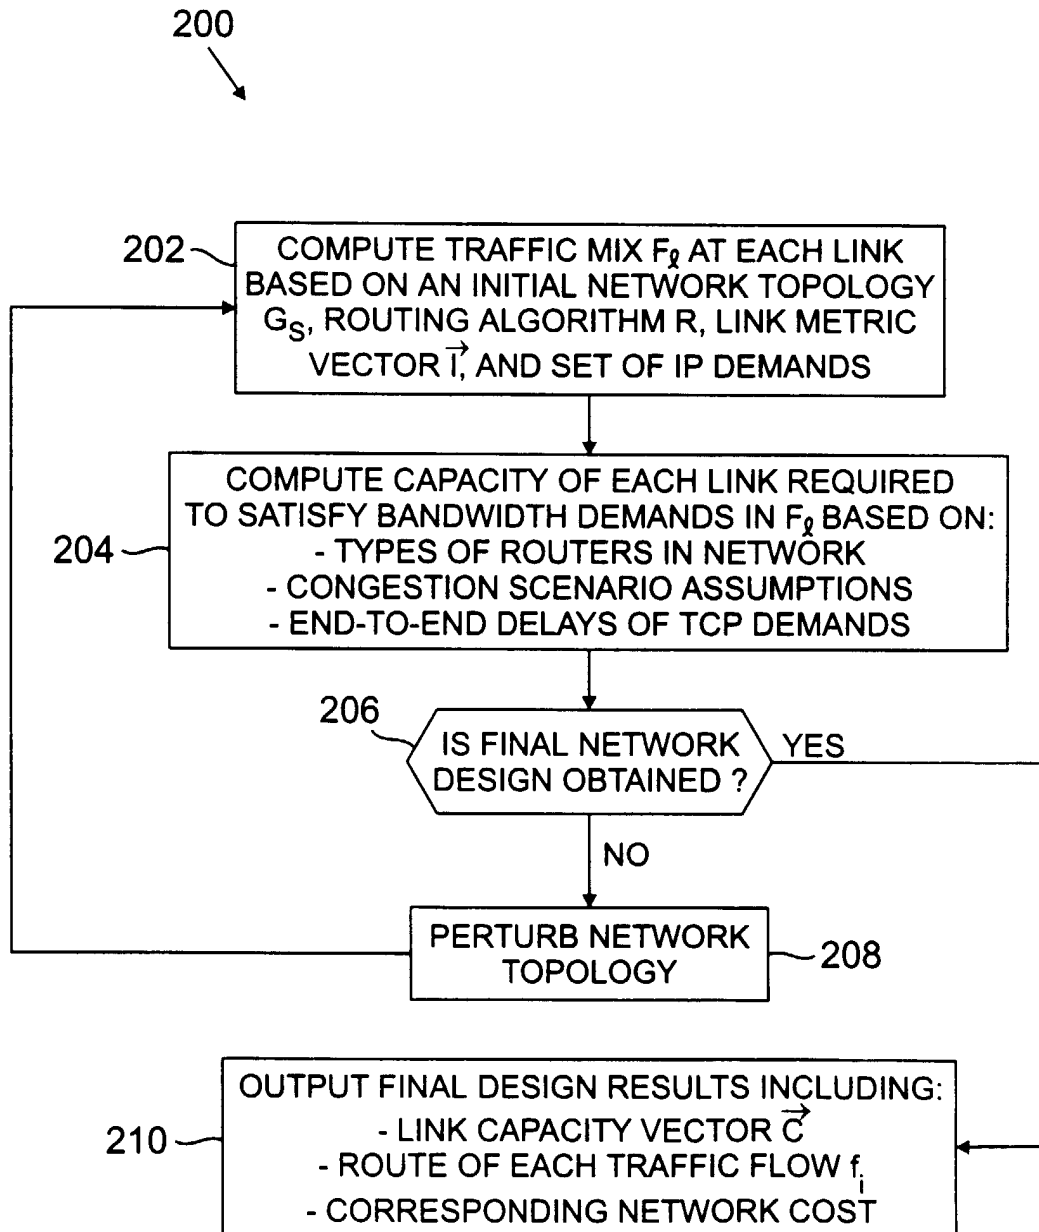 200
202
COMPUTE TRAFFIC MIX Fℓ AT EACH LINK
BASED ON AN INITIAL NETWORK TOPOLOGY
GS, ROUTING ALGORITHM R, LINK METRIC
VECTOR I⃗, AND SET OF IP DEMANDS
204
COMPUTE CAPACITY OF EACH LINK REQUIRED
TO SATISFY BANDWIDTH DEMANDS IN Fℓ BASED ON:
- TYPES OF ROUTERS IN NETWORK
- CONGESTION SCENARIO ASSUMPTIONS
- END-TO-END DELAYS OF TCP DEMANDS
206
IS FINAL NETWORK
DESIGN OBTAINED ?
YES
NO
PERTURB NETWORK
TOPOLOGY
208
210
OUTPUT FINAL DESIGN RESULTS INCLUDING:
- LINK CAPACITY VECTOR C⃗
- ROUTE OF EACH TRAFFIC FLOW fi
- CORRESPONDING NETWORK COST